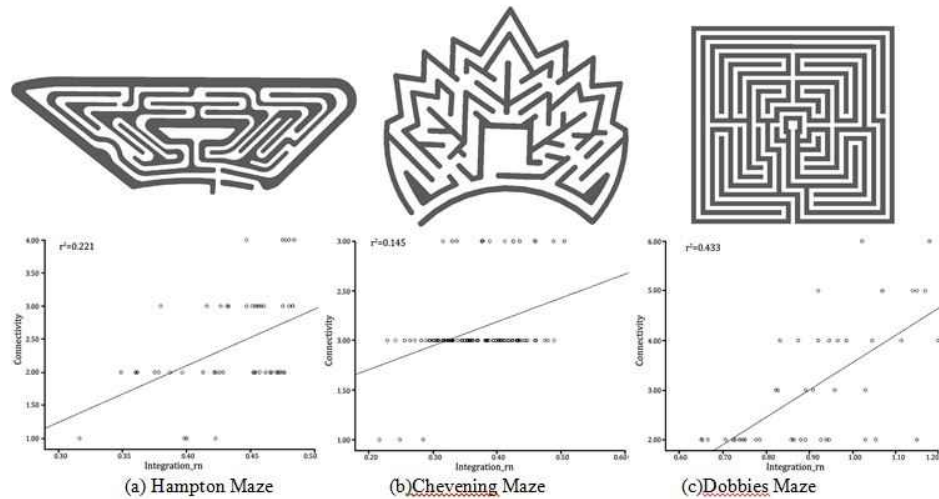 r²=0.221
4.00
3.50
3.00
2.50
2.00
1.50
1.00
Connectivity
0.30 0.35 0.40 0.45 0.50
Integration_rn
(a) Hampton Maze
r²=0.145
3.00
2.50
3.00
1.50
1.00
Connectivity
0.20 0.30 0.40 0.50 0.60
Integration_rn
(b)Chevening Maze
r²=0.433
6.00
5.00
4.00
3.00
2.00
Connectivity
0.70 0.80 0.90 1.00 1.10 1.20
Integration_rn
(c)Dobbies Maze